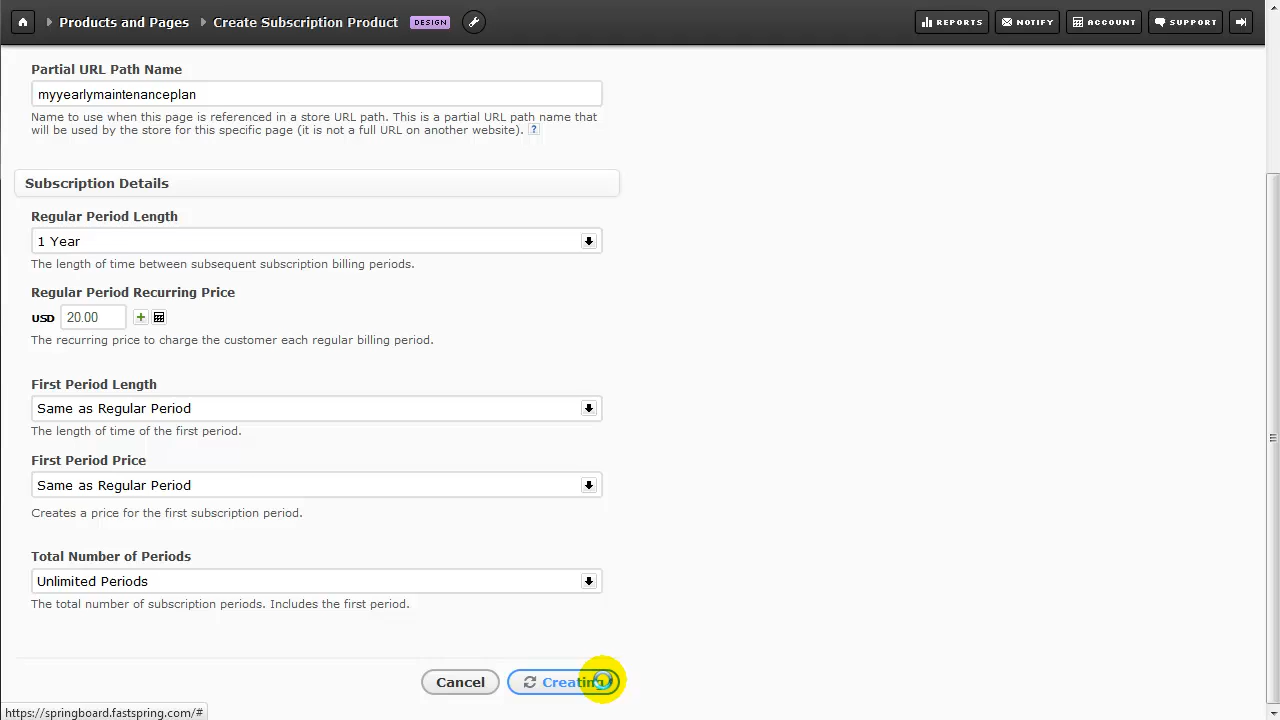 Products and Pages Create Subscription Product DESIGN REPORTS NOTIFY ACCOUNT SUPPORT
Partial URL Path Name
myyearlymaintenanceplan
Name to use when this page is referenced in a store URL path. This is a partial URL path name that
will be used by the store for this specific page (it is not a full URL on another website). ?
Subscription Details
Regular Period Length
1 Year
The length of time between subsequent subscription billing periods.
Regular Period Recurring Price
USD 20.00
The recurring price to charge the customer each regular billing period.
First Period Length
Same as Regular Period
The length of time of the first period.
First Period Price
Same as Regular Period
Creates a price for the first subscription period.
Total Number of Periods
Unlimited Periods
The total number of subscription periods. Includes the first period.
Cancel
https://springboard.fastspring.com/#